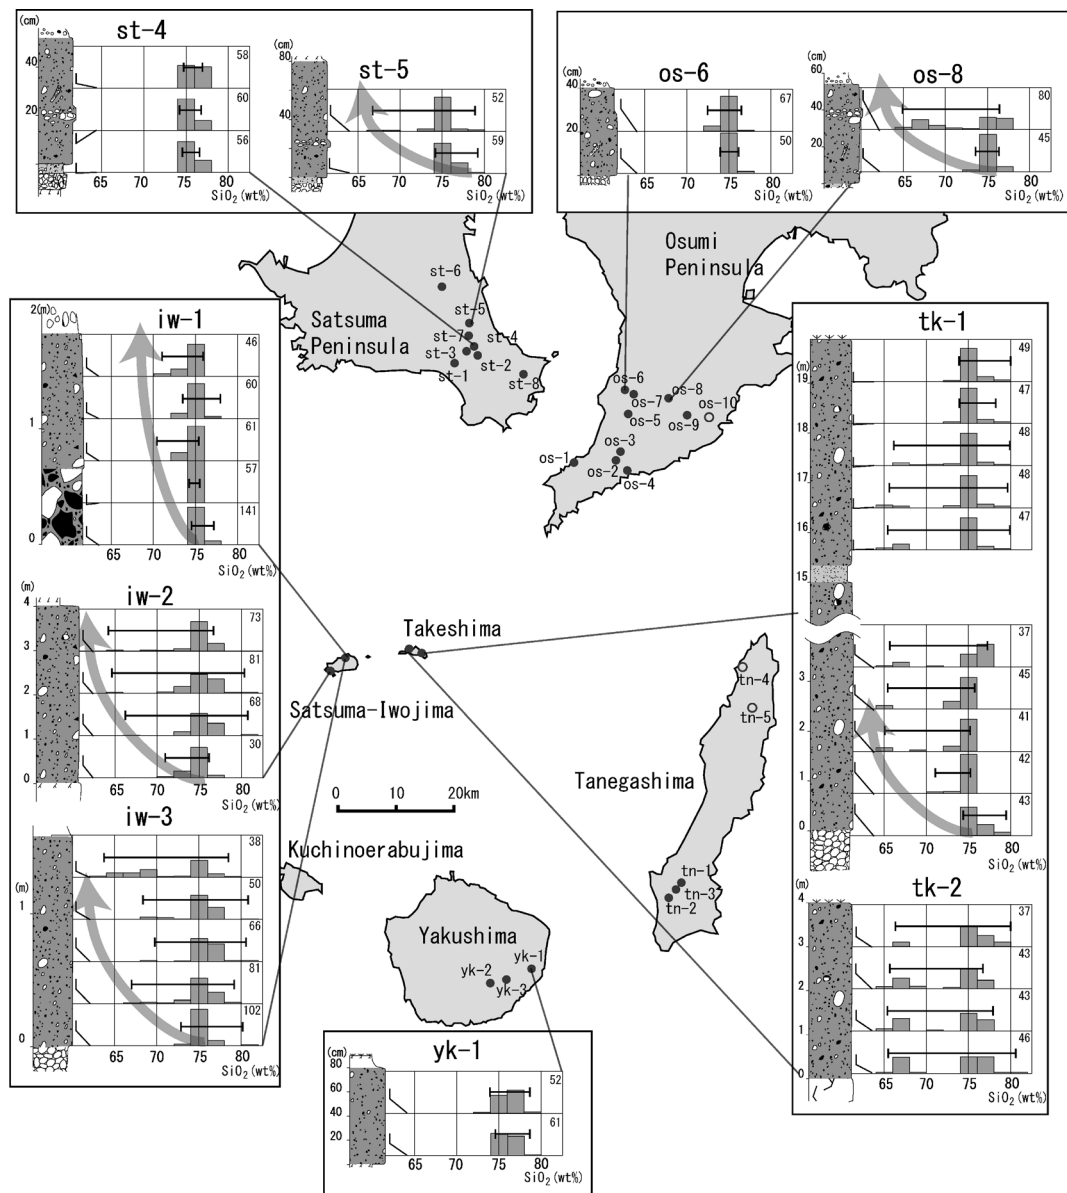 (cm)
st-4
40
20
58
60
56
65 70 75 80
SiO2(wt%)
(cm)
80
st-5
40
0
52
59
65 70 75 80
SiO2(wt%)
(cm)
40
os-6
20
0
67
50
65 70 75 80
SiO2(wt%)
(cm)
60
os-8
40
20
0
80
45
65 70 75 80
SiO2(wt%)
Osumi
Peninsula
Satsuma
Peninsula
st-6
st-5
st-7
st-4
st-3
st-2
st-1
st-8
os-6
os-8
os-7
os-10
os-5
os-9
os-3
os-1
os-2
os-4
2(m)
iw-1
1
0
46
60
61
57
141
65 70 75 80
SiO2(wt%)
(m)
iw-2
4
3
2
1
0
73
81
68
30
65 70 75 80
SiO2(wt%)
iw-3
1
(m)
0
38
50
66
81
102
65 70 75 80
SiO2(wt%)
Takeshima
Satsuma-Iwojima
0 10 20km
Kuchinoerabujima
Tanegashima
tn-4
tn-5
tn-1
tn-3
tn-2
Yakushima
yk-1
yk-2
yk-3
tk-1
(m)
19
18
17
16
15
49
47
48
48
47
3
2
1
0
37
45
41
42
43
65 70 75 80
SiO2(wt%)
(m)
tk-2
4
3
2
1
0
37
43
43
46
65 70 75 80
SiO2(wt%)
yk-1
(cm)
80
60
40
20
52
61
65 70 75 80
SiO2(wt%)